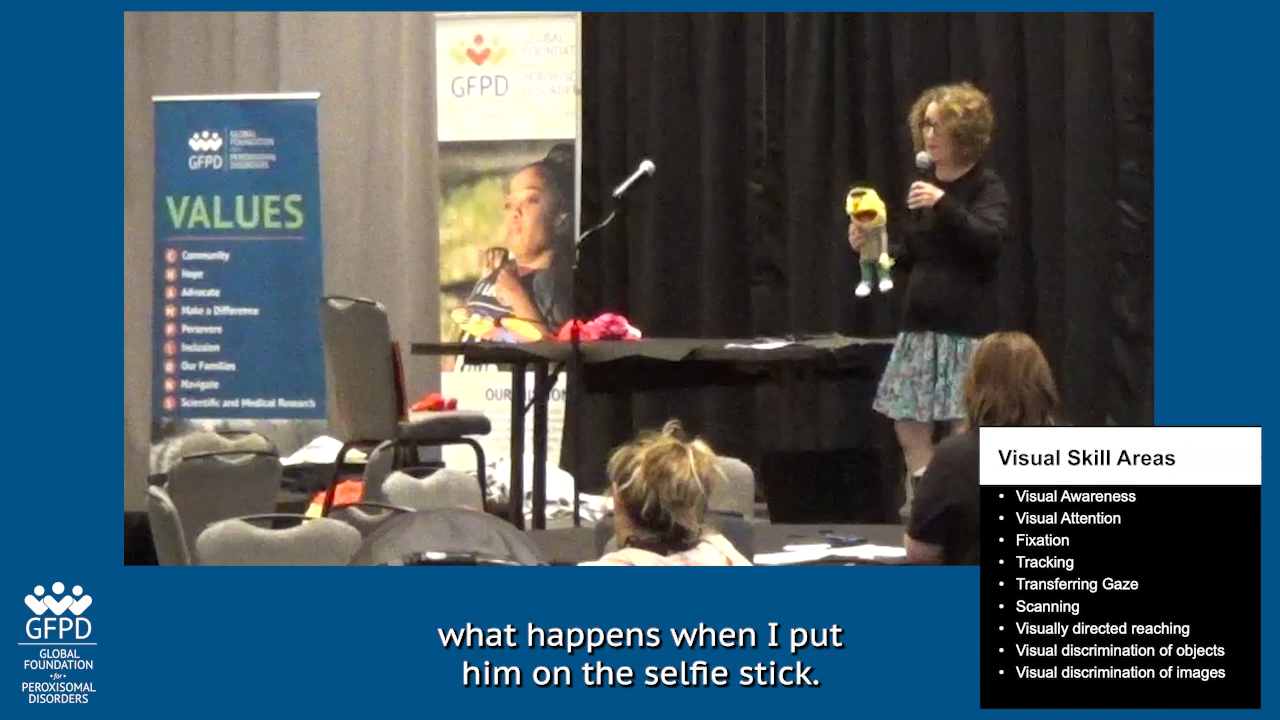 GFPD
GLOBAL
FOUNDATION
for
PEROXISOMAL
DISORDERS
VALUES
Community
Hope
Advocate
Make a Difference
Persevere
Inclusion
Our Families
Navigate
Scientific and Medical Research
GFPD
OUR
Visual Skill Areas
• Visual Awareness
• Visual Attention
• Fixation
• Tracking
• Transferring Gaze
• Scanning
• Visually directed reaching
• Visual discrimination of objects
• Visual discrimination of images
GFPD
GLOBAL
FOUNDATION
•for•
PEROXISOMAL
DISORDERS
what happens when I put
him on the selfie stick.